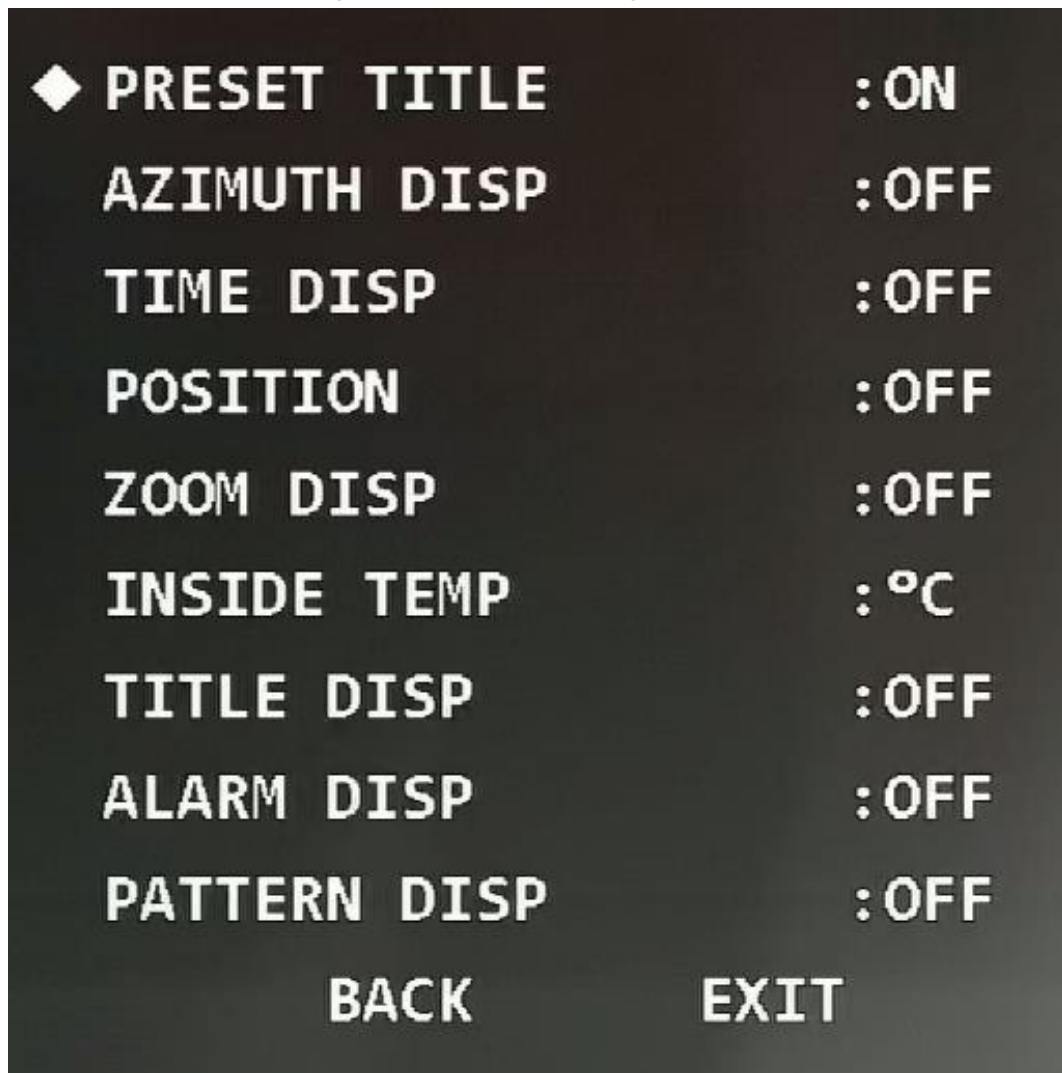 ◆ PRESET TITLE :ON
AZIMUTH DISP :OFF
TIME DISP :OFF
POSITION :OFF
ZOOM DISP :OFF
INSIDE TEMP :ºC
TITLE DISP :OFF
ALARM DISP :OFF
PATTERN DISP :OFF
BACK EXIT